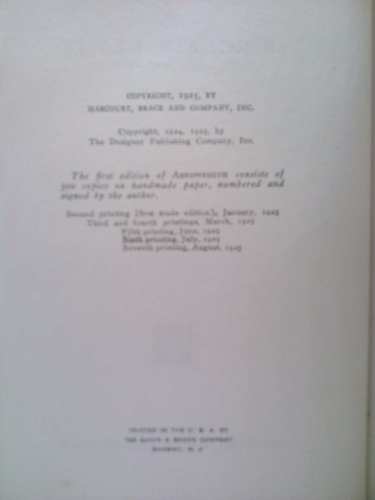 COPYRIGHT, 1925, BY
HARCOURT, BRACE AND COMPANY, INC.
Copyright, 1924, 1925, by
The Designer Publishing Company, Inc.
The first edition of ARROWSMITH consists of
500 copies on handmade paper, numbered and
signed by the author.
Second printing [first trade edition], January, 1925
Third and fourth printings, March, 1925
Fifth printing, June, 1925
Sixth printing, July, 1925
Seventh printing, August, 1925
PRINTED IN THE U. S. A. BY
THE QUINN & BODEN COMPANY
RAHWAY, N. J.